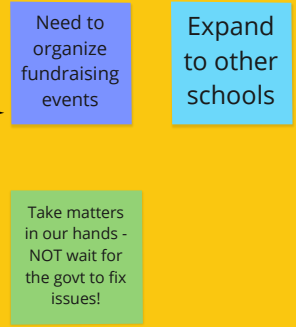 Need to
organize
fundraising
events
Expand
to other
schools
Take matters
in our hands -
NOT wait for
the govt to fix
issues!